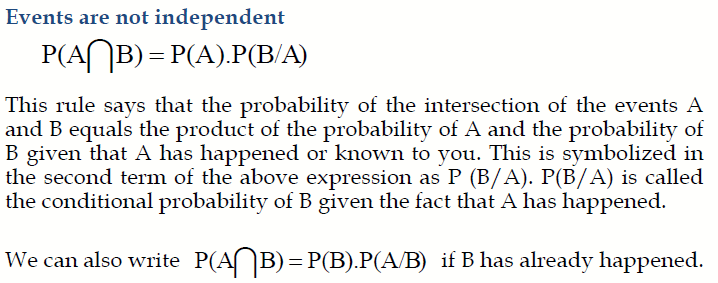 Events are not independent
P(A⋂B) = P(A).P(B/A)
This rule says that the probability of the intersection of the events A
and B equals the product of the probability of A and the probability of
B given that A has happened or known to you. This is symbolized in
the second term of the above expression as P (B/A). P(B/A) is called
the conditional probability of B given the fact that A has happened.
We can also write P(A⋂B) = P(B).P(A/B) if B has already happened.